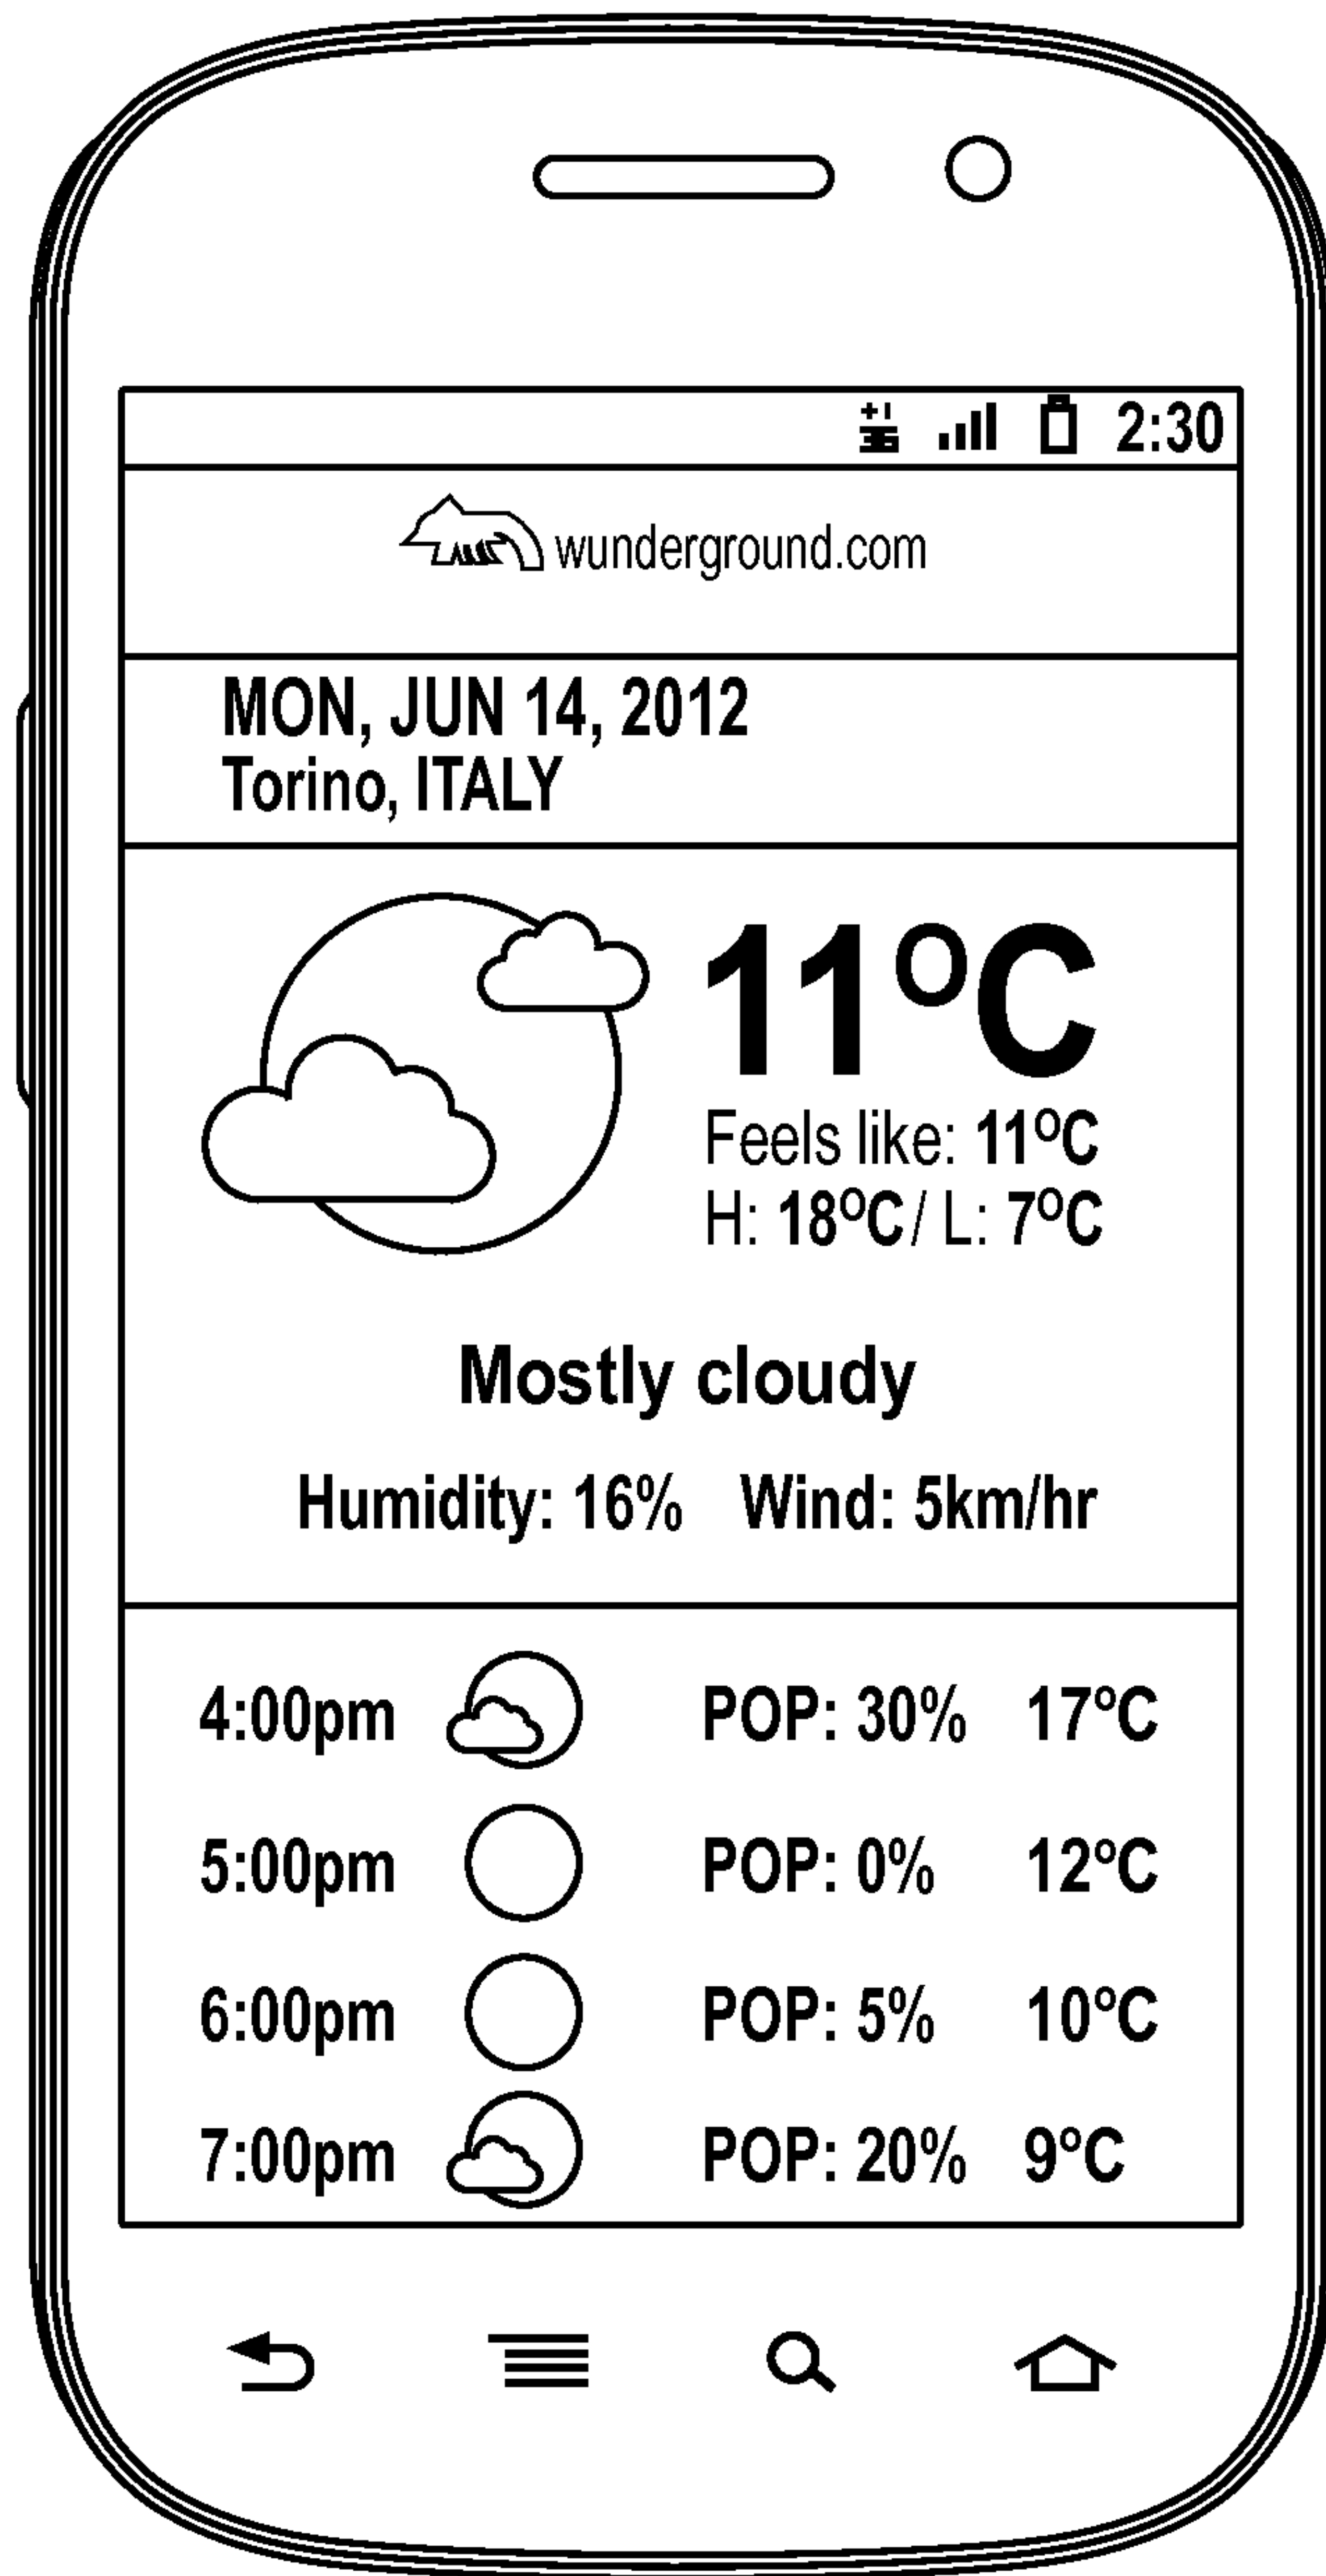 2:30
wunderground.com
MON, JUN 14, 2012
Torino, ITALY
11°C
Feels like: 11°C
H: 18°C/ L: 7°C
Mostly cloudy
Humidity: 16% Wind: 5km/hr
4:00pm POP: 30% 17°C
5:00pm POP: 0% 12°C
6:00pm POP: 5% 10°C
7:00pm POP: 20% 9°C